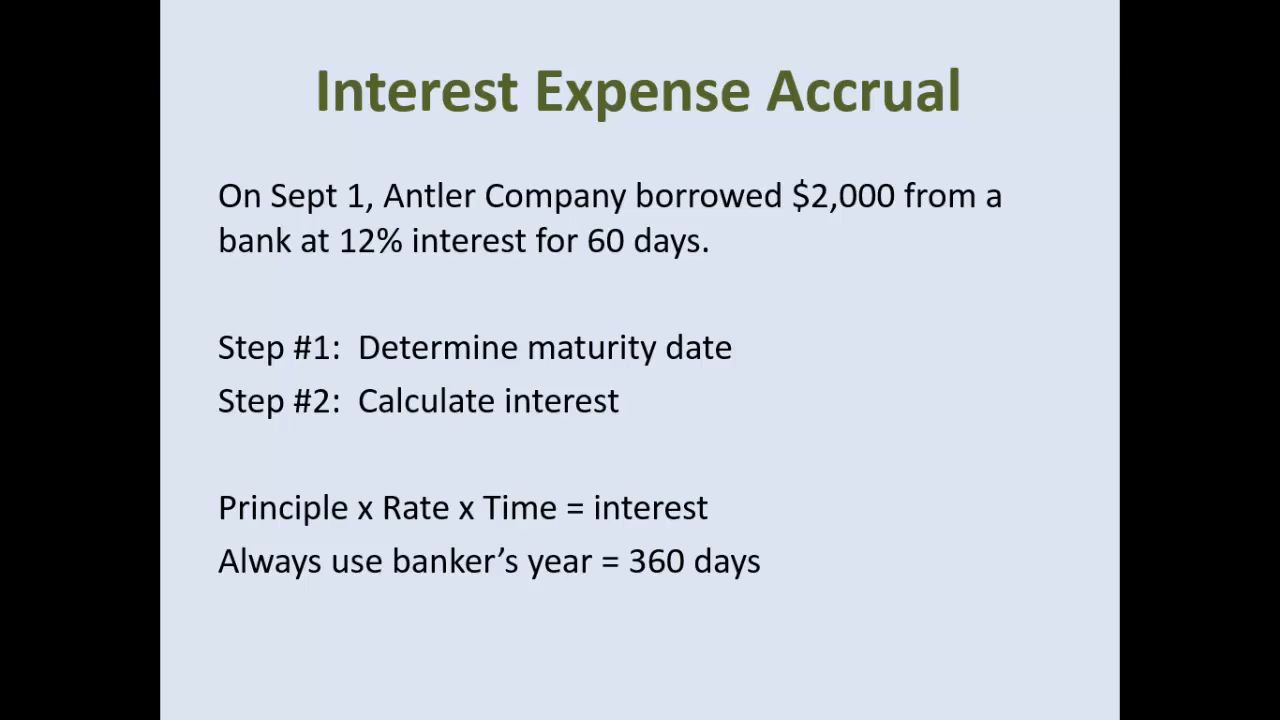 Interest Expense Accrual
On Sept 1, Antler Company borrowed $2,000 from a
bank at 12% interest for 60 days.
Step #1:  Determine maturity date
Step #2:  Calculate interest
Principle x Rate x Time = interest
Always use banker’s year = 360 days